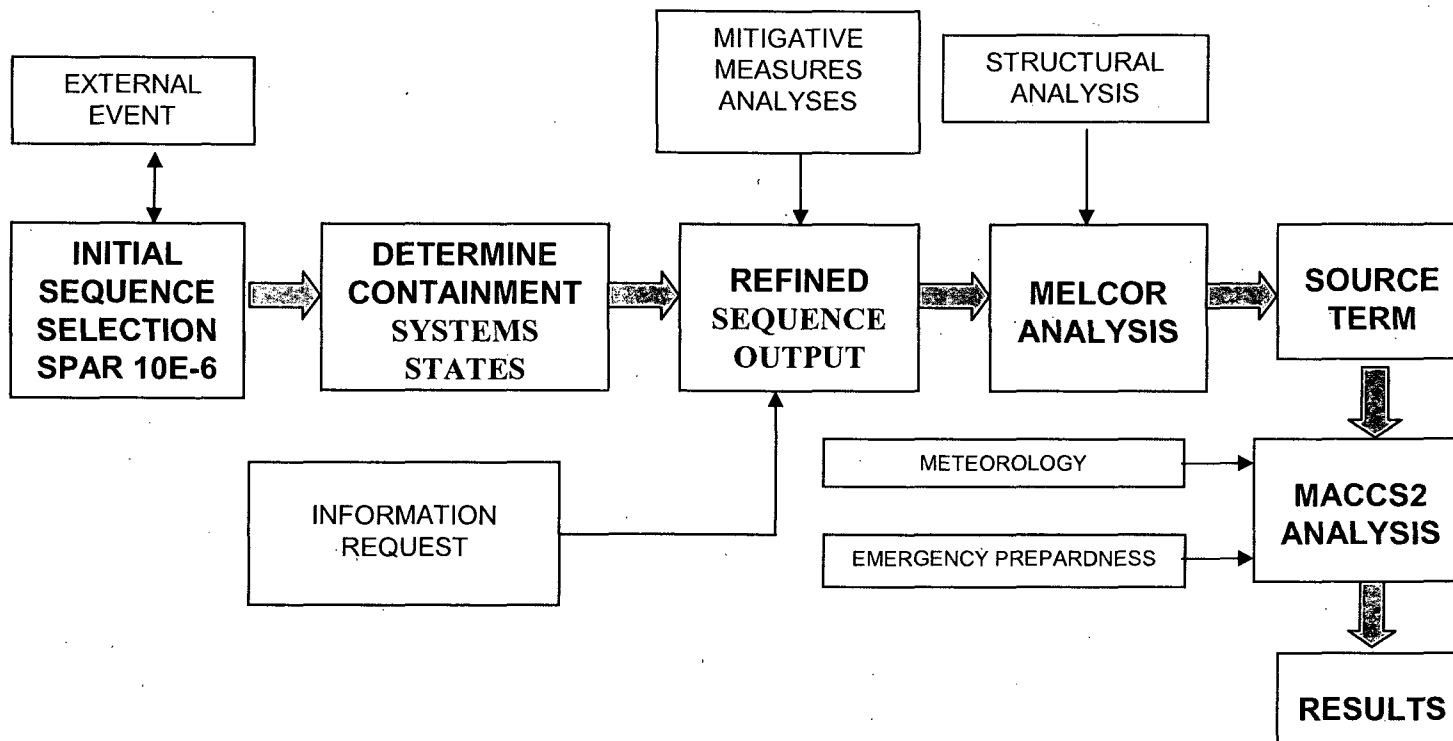 EXTERNAL
EVENT
MITIGATIVE
MEASURES
ANALYSES
STRUCTURAL
ANALYSIS
INITIAL
SEQUENCE
SELECTION
SPAR 10E-6
DETERMINE
CONTAINMENT
SYSTEMS
STATES
REFINED
SEQUENCE
OUTPUT
MELCOR
ANALYSIS
SOURCE
TERM
INFORMATION
REQUEST
METEOROLOGY
EMERGENCY PREPARDNESS
MACCS2
ANALYSIS
RESULTS